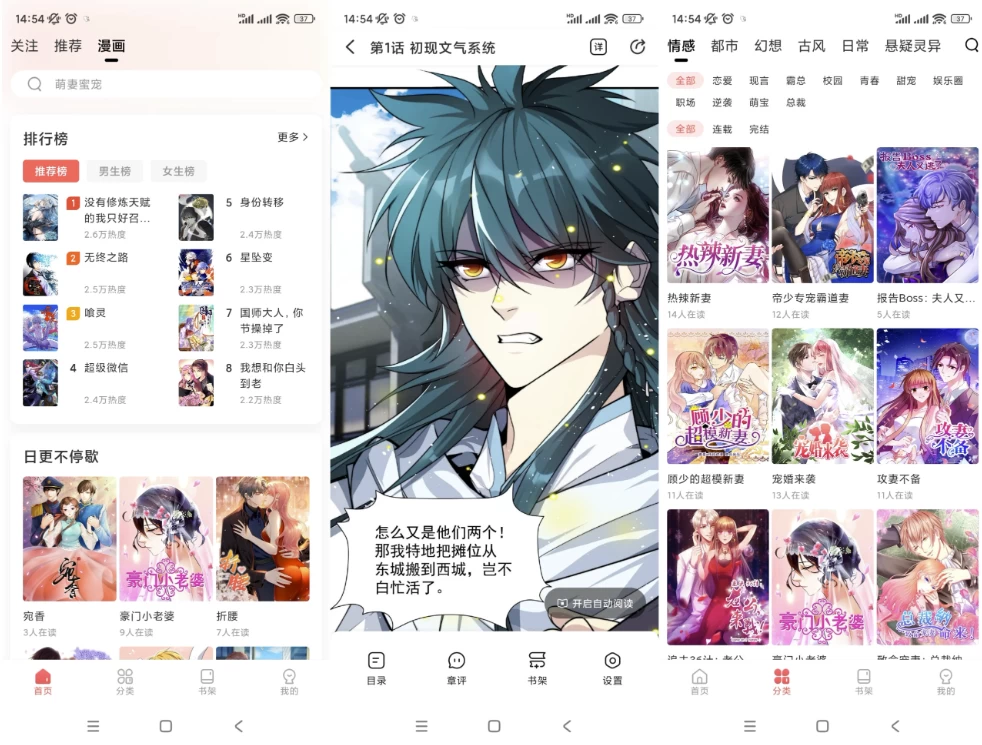 14:54
37
关注 推荐 漫画
萌妻蜜宠
排行榜
更多
推荐榜 男生榜 女生榜
1 没有修炼天赋
的我只好召...
2.6万热度
2 无终之路
2.5万热度
3 喰灵
2.5万热度
4 超级微信
2.4万热度
5 身份转移
2.4万热度
6 星坠变
2.3万热度
7 国师大人，你
节操掉了
2.3万热度
8 我想和你白头
到老
2.2万热度
日更不停歇
宛香
豪门小老婆
折腰
宛香
3人在读
豪门小老婆
9人在读
折腰
7人在读
首页 分类 书架 我的
14:54
HD
37
第1话 初现文气系统
详
怎么又是他们两个！
那我特地把摊位从
东城搬到西城，岂不
白忙活了。
开启自动阅读
目录 章评 书架 设置
14:54
37
情感 都市 幻想 古风 日常 悬疑灵异
全部 恋爱 现言 霸总 校园 青春 甜宠 娱乐圈
职场 逆袭 萌宝 总裁
全部 连载 完结
热辣新妻
报告Boss
夫人又逃了
热辣新妻
14人在读
帝少专宠霸道妻
12人在读
报告Boss：夫人又...
5人在读
顾少的
超模新妻
宠婚来袭
攻妻
不备
顾少的超模新妻
11人在读
宠婚来袭
13人在读
攻妻不备
11人在读
豪门小老婆
首页 分类 书架 我的